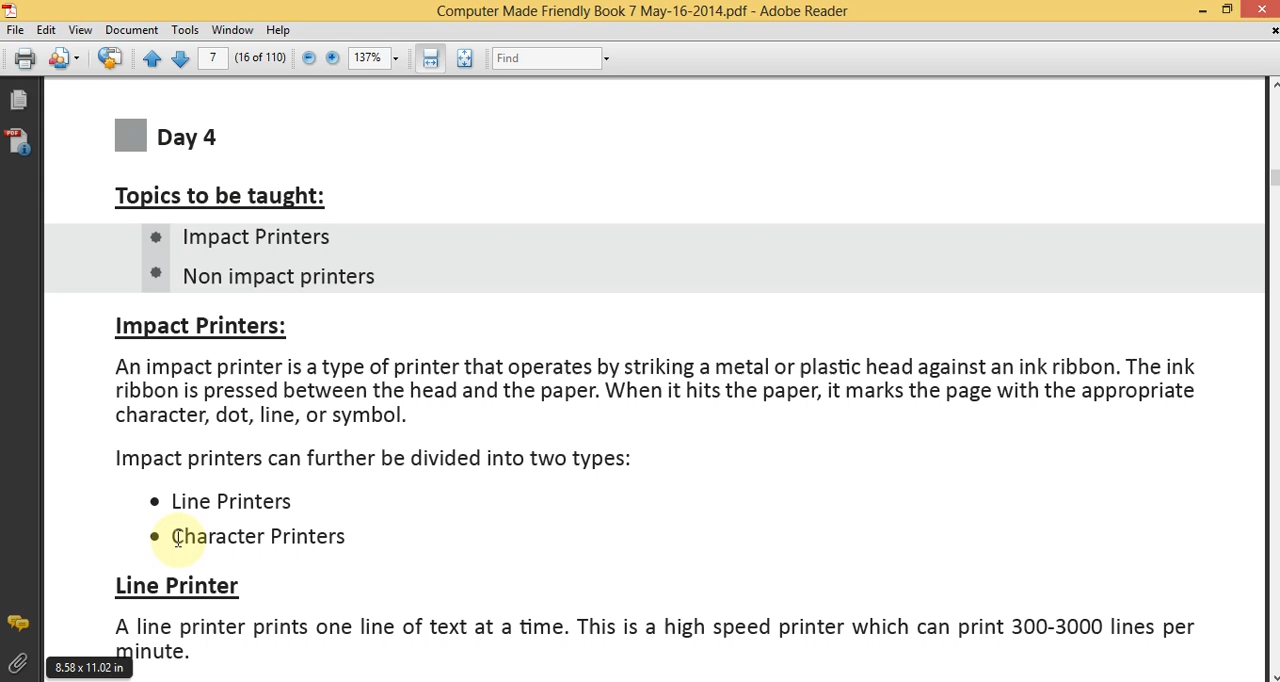 Computer Made Friendly Book 7 May-16-2014.pdf - Adobe Reader
File Edit View Document Tools Window Help
7 (16 of 110) 137% Find
Day 4
Topics to be taught:
Impact Printers
Non impact printers
Impact Printers:
An impact printer is a type of printer that operates by striking a metal or plastic head against an ink ribbon. The ink
ribbon is pressed between the head and the paper. When it hits the paper, it marks the page with the appropriate
character, dot, line, or symbol.
Impact printers can further be divided into two types:
• Line Printers
• Character Printers
Line Printer
A line printer prints one line of text at a time. This is a high speed printer which can print 300-3000 lines per
minute.
8.58 x 11.02 in